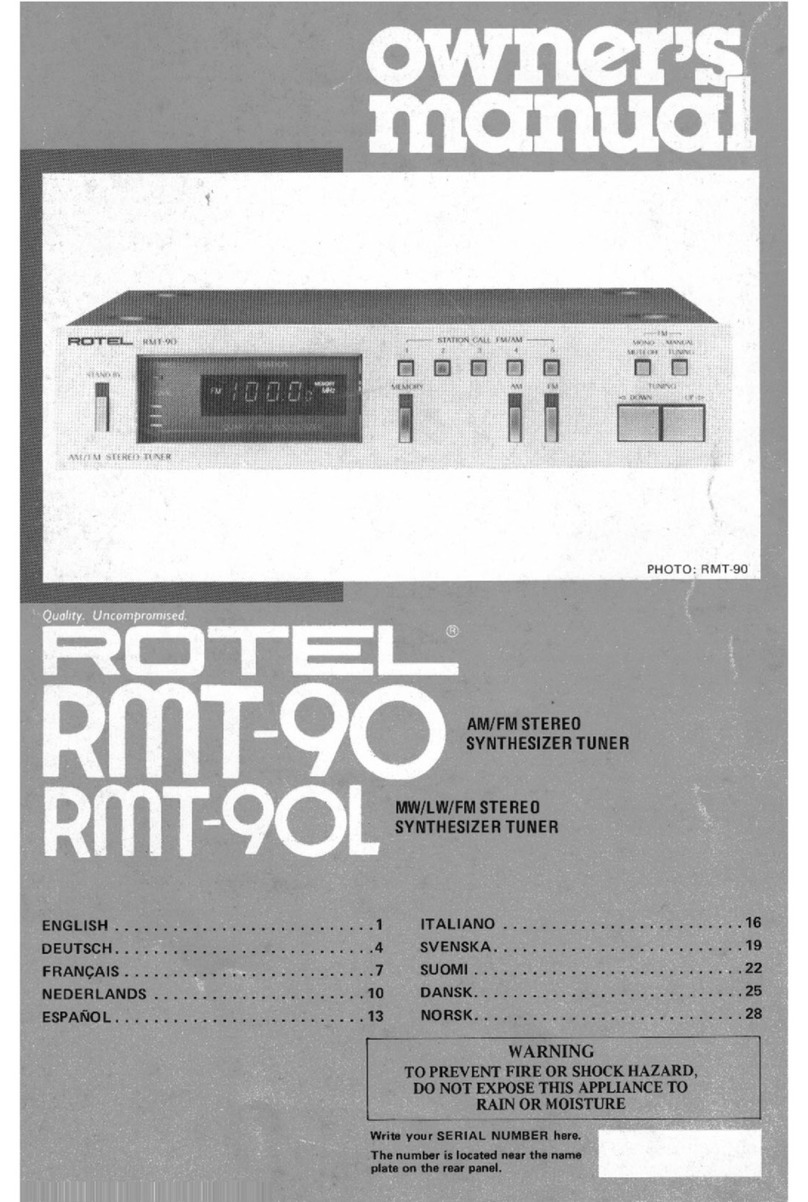 owner's
manual
ROTEL RMT-90
STATION CALL FM/AM
FM
MONO MANUAL
MUTE OFF TUNING
1 2 3 4 5
STAND BY
MEMORY AM FM
TUNING
DOWN UP
STATION
FM 100.0 MEMORY
MHz
AM/FM STEREO TUNER
PHOTO: RMT-90
Quality. Uncompromised.
ROTEL®
RMT-90
AM/FM STEREO
SYNTHESIZER TUNER
RMT-90L
MW/LW/FM STEREO
SYNTHESIZER TUNER
ENGLISH ........................... 1
DEUTSCH ........................... 4
FRANÇAIS ........................... 7
NEDERLANDS ........................... 10
ESPAÑOL ........................... 13
ITALIANO ........................... 16
SVENSKA ........................... 19
SUOMI ........................... 22
DANSK ........................... 25
NORSK ........................... 28
WARNING
TO PREVENT FIRE OR SHOCK HAZARD,
DO NOT EXPOSE THIS APPLIANCE TO
RAIN OR MOISTURE
Write your SERIAL NUMBER here.
The number is located near the name
plate on the rear panel.